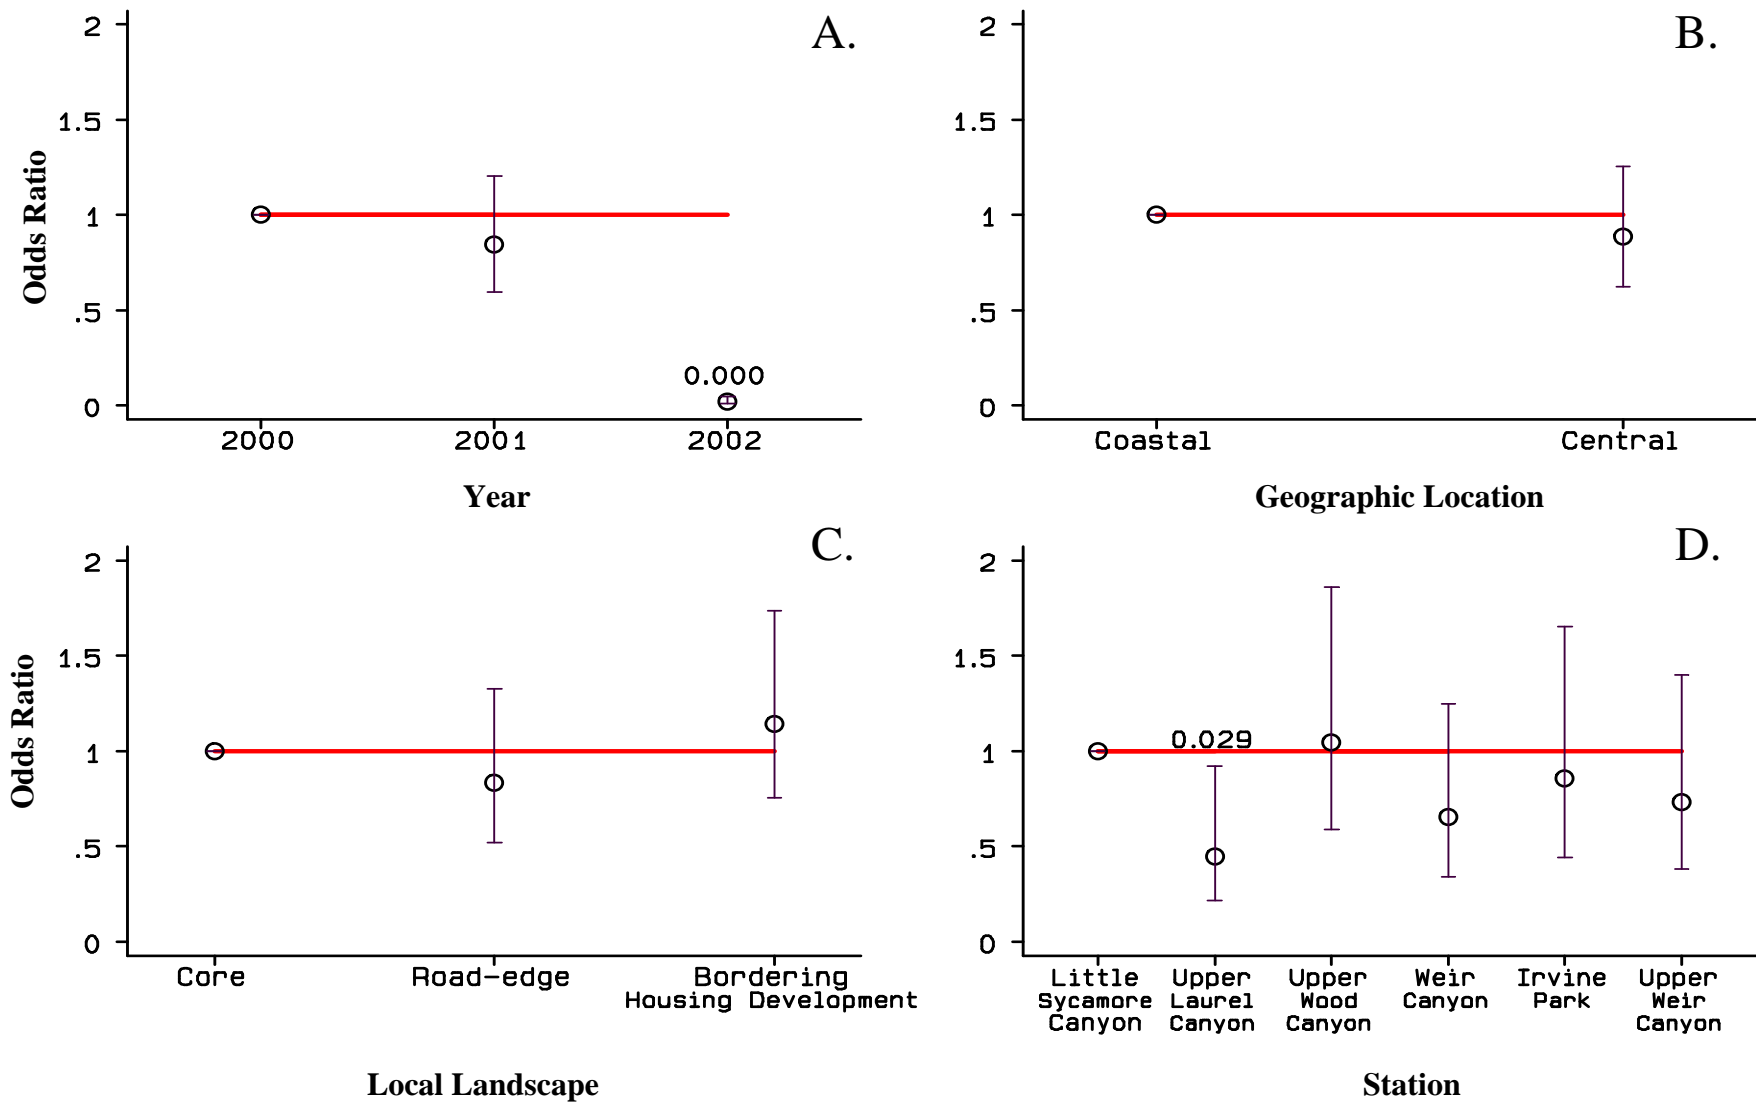 A.
2
1.5
1
.5
0
Odds Ratio
0.000
2000 2001 2002
Year
B.
2
1.5
1
.5
0
Coastal Central
Geographic Location
C.
2
1.5
1
.5
0
Odds Ratio
Core Road-edge Bordering
Housing Development
Local Landscape
D.
2
1.5
1
.5
0
0.029
Little Upper Upper Weir Irvine Upper
Sycamore Laurel Wood Canyon Park Weir
Canyon Canyon Canyon Canyon
Station